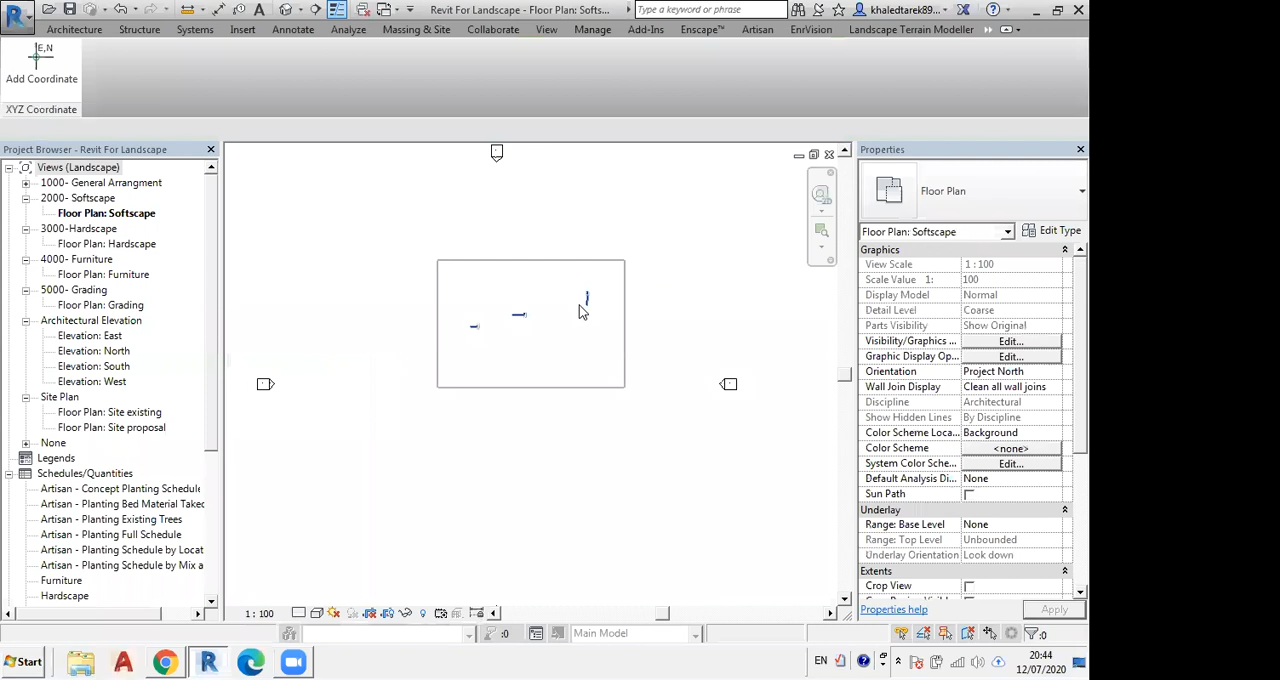 Revit For Landscape - Floor Plan: Softs...
Type a keyword or phrase
khaledtarek89...
Architecture Structure Systems Insert Annotate Analyze Massing & Site Collaborate View Manage Add-Ins Enscape™ Artisan EnrVision Landscape Terrain Modeller
E,N
Add Coordinate
XYZ Coordinate
Project Browser - Revit For Landscape
Views (Landscape)
1000- General Arrangment
2000- Softscape
Floor Plan: Softscape
3000-Hardscape
Floor Plan: Hardscape
4000- Furniture
Floor Plan: Furniture
5000- Grading
Floor Plan: Grading
Architectural Elevation
Elevation: East
Elevation: North
Elevation: South
Elevation: West
Site Plan
Floor Plan: Site existing
Floor Plan: Site proposal
None
Legends
Schedules/Quantities
Artisan - Concept Planting Schedule
Artisan - Planting Bed Material Takeo
Artisan - Planting Existing Trees
Artisan - Planting Full Schedule
Artisan - Planting Schedule by Locat
Artisan - Planting Schedule by Mix a
Furniture
Hardscape
Properties
Floor Plan
Floor Plan: Softscape Edit Type
Graphics
View Scale 1 : 100
Scale Value 1: 100
Display Model Normal
Detail Level Coarse
Parts Visibility Show Original
Visibility/Graphics ... Edit...
Graphic Display Op... Edit...
Orientation Project North
Wall Join Display Clean all wall joins
Discipline Architectural
Show Hidden Lines By Discipline
Color Scheme Loca... Background
Color Scheme <none>
System Color Sche... Edit...
Default Analysis Di... None
Sun Path
Underlay
Range: Base Level None
Range: Top Level Unbounded
Underlay Orientation Look down
Extents
Crop View
Properties help Apply
1 : 100
:0 Main Model :0
Start EN 20:44
12/07/2020